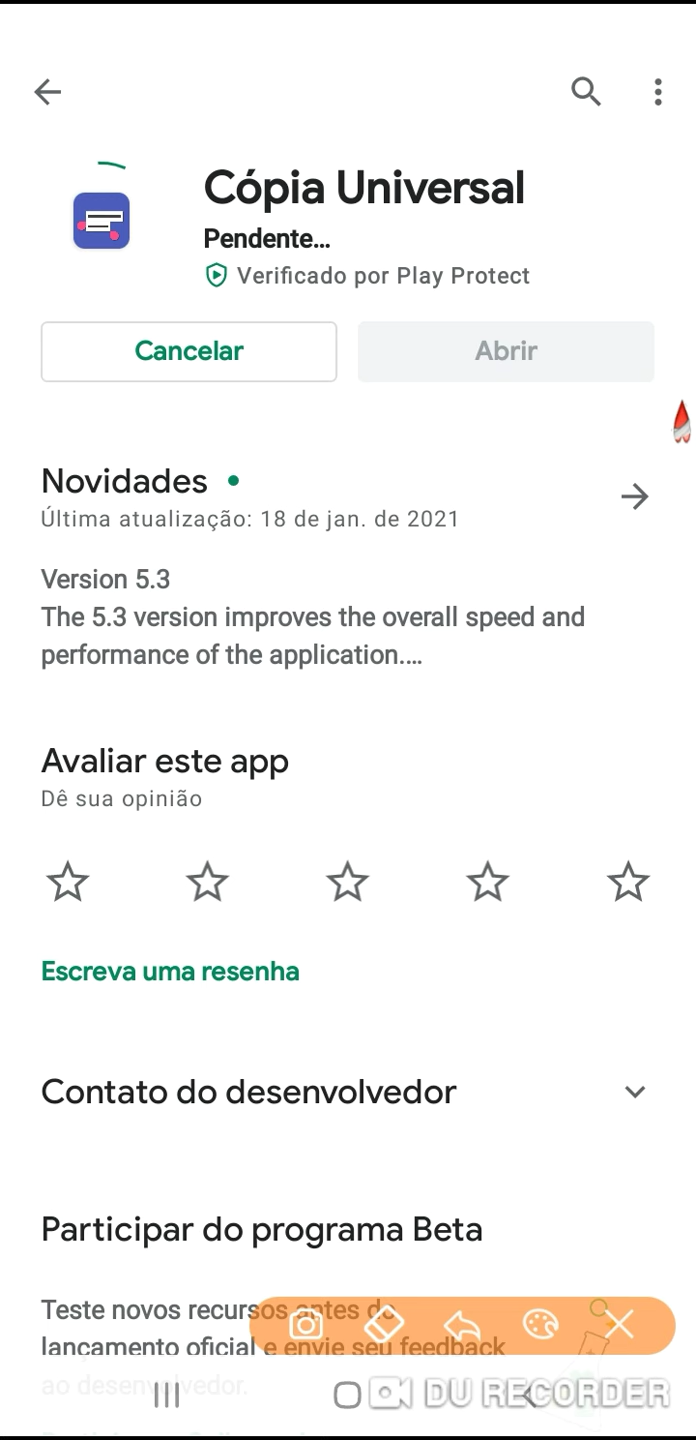 Cópia Universal
Pendente...
Verificado por Play Protect
Cancelar
Abrir
Novidades
Última atualização: 18 de jan. de 2021
Version 5.3
The 5.3 version improves the overall speed and
performance of the application....
Avaliar este app
Dê sua opinião
Escreva uma resenha
Contato do desenvolvedor
Participar do programa Beta
Teste novos recursos antes do
lançamento oficial e envie seu feedback
ao desenvolvedor.
DU RECORDER